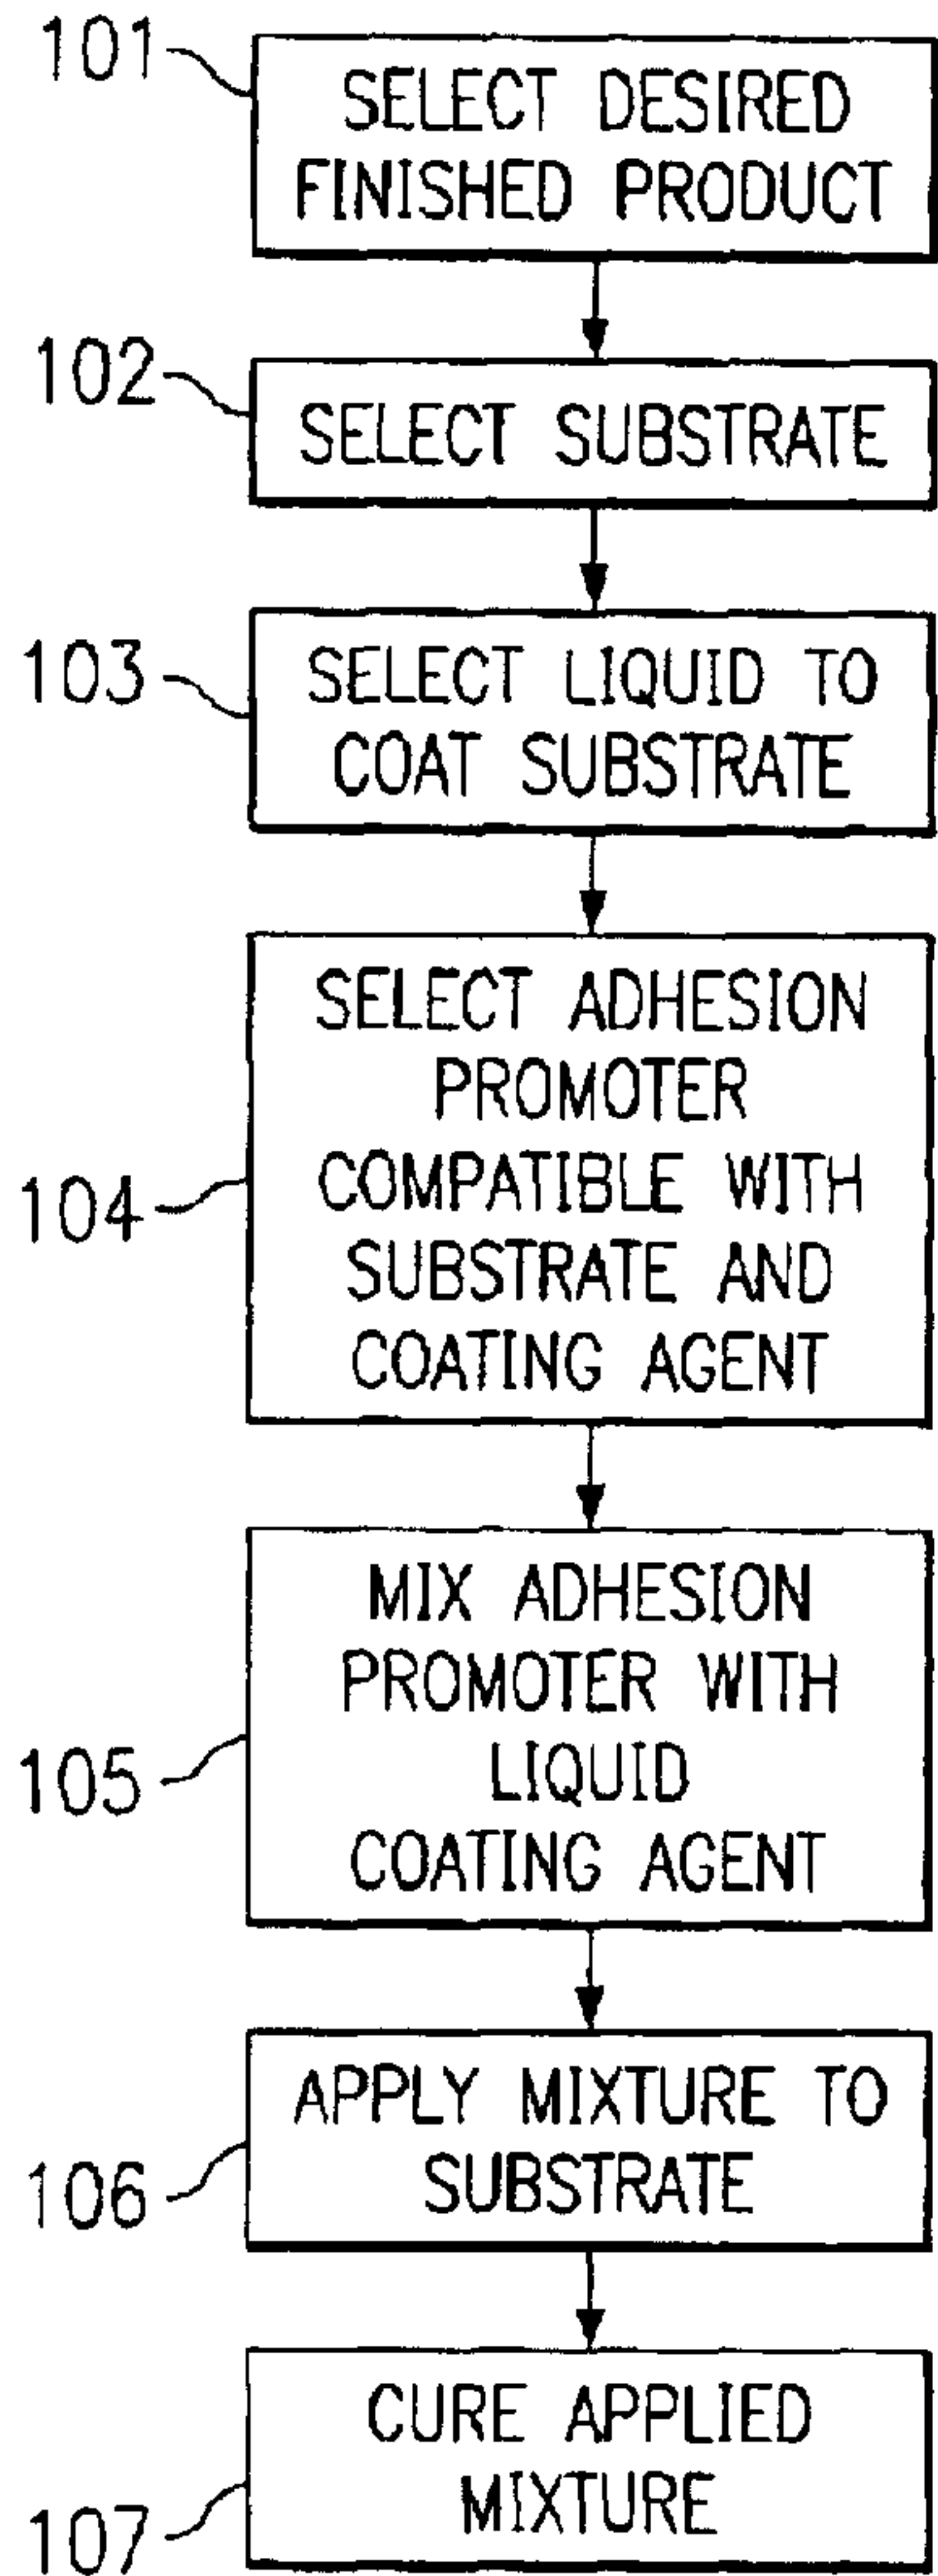 101
SELECT DESIRED
FINISHED PRODUCT
102
SELECT SUBSTRATE
103
SELECT LIQUID TO
COAT SUBSTRATE
104
SELECT ADHESION
PROMOTER
COMPATIBLE WITH
SUBSTRATE AND
COATING AGENT
105
MIX ADHESION
PROMOTER WITH
LIQUID
COATING AGENT
106
APPLY MIXTURE TO
SUBSTRATE
107
CURE APPLIED
MIXTURE